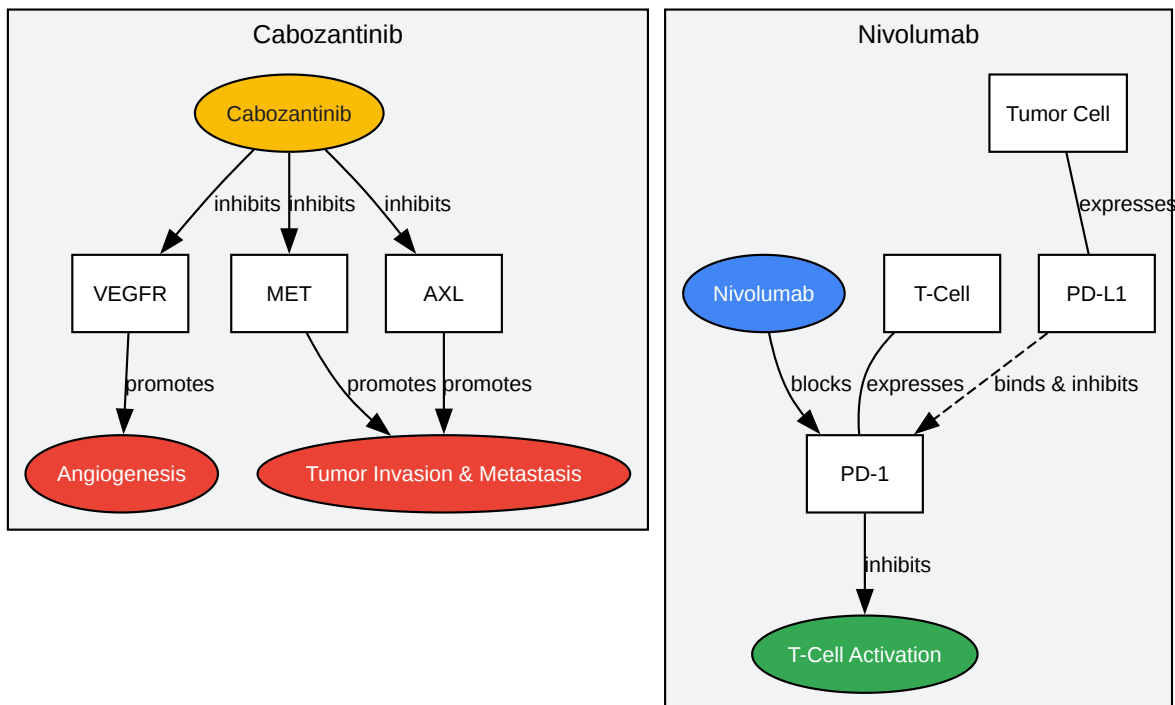 Cabozantinib
Cabozantinib
inhibits
inhibits
inhibits
VEGFR
MET
AXL
promotes
promotes
promotes
Angiogenesis
Tumor Invasion & Metastasis
Nivolumab
Tumor Cell
expresses
Nivolumab
T-Cell
PD-L1
blocks
expresses
binds & inhibits
PD-1
inhibits
T-Cell Activation